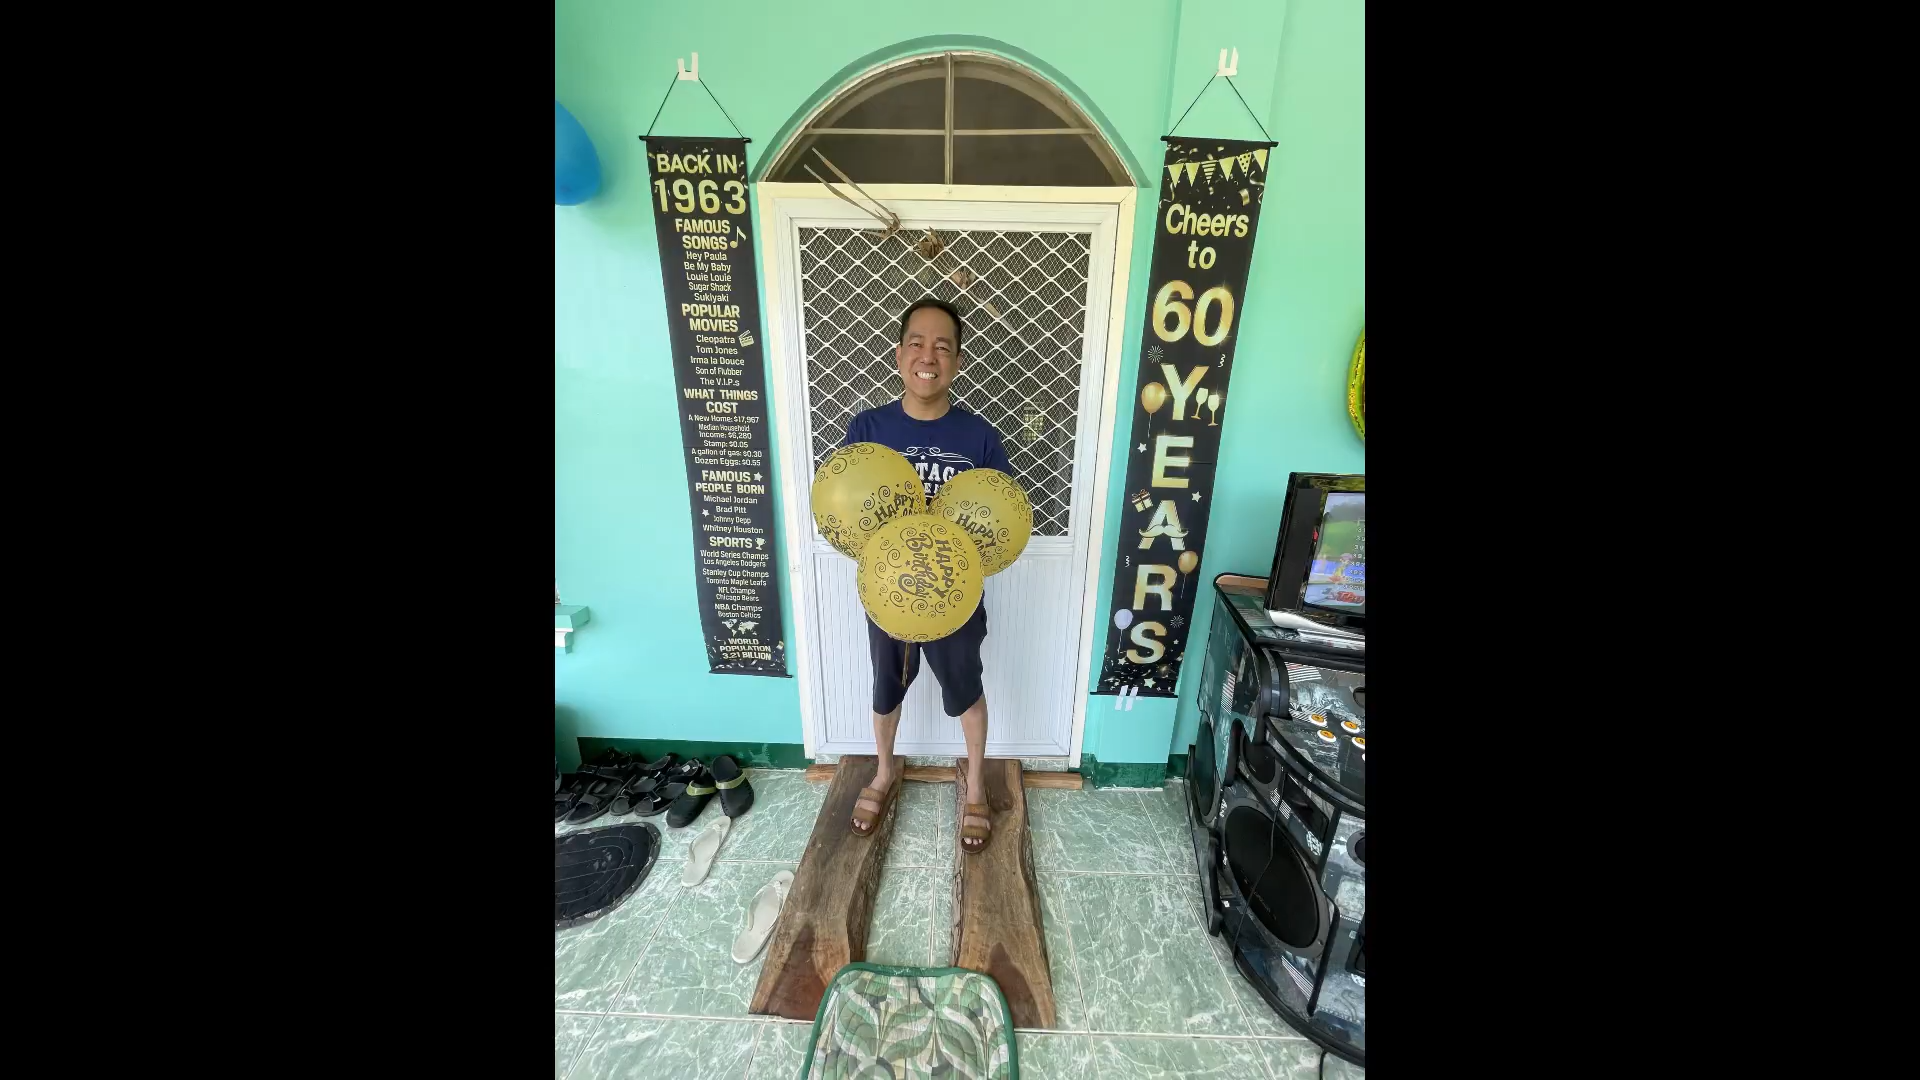 BACK IN
1963
FAMOUS
SONGS
Hey Paula
Be My Baby
Louie Louie
Sugar Shack
Sukiyaki
POPULAR
MOVIES
Cleopatra
Tom Jones
Irma la Douce
Son of Flubber
The V.I.P.s
WHAT THINGS
COST
A New Home: $17,967
Median Household
Income: $6,280
Stamp: $0.05
A gallon of gas: $0.30
Dozen Eggs: $0.55
FAMOUS
PEOPLE BORN
Michael Jordan
Brad Pitt
Johnny Depp
Whitney Houston
SPORTS
World Series Champs
Los Angeles Dodgers
Stanley Cup Champs
Toronto Maple Leafs
NFL Champs
Chicago Bears
NBA Champs
Boston Celtics
WORLD
POPULATION
3.21 BILLION
TAG
HAPPY
HAPPY
HAPPY
Birthday
Cheers
to
60
YEARS